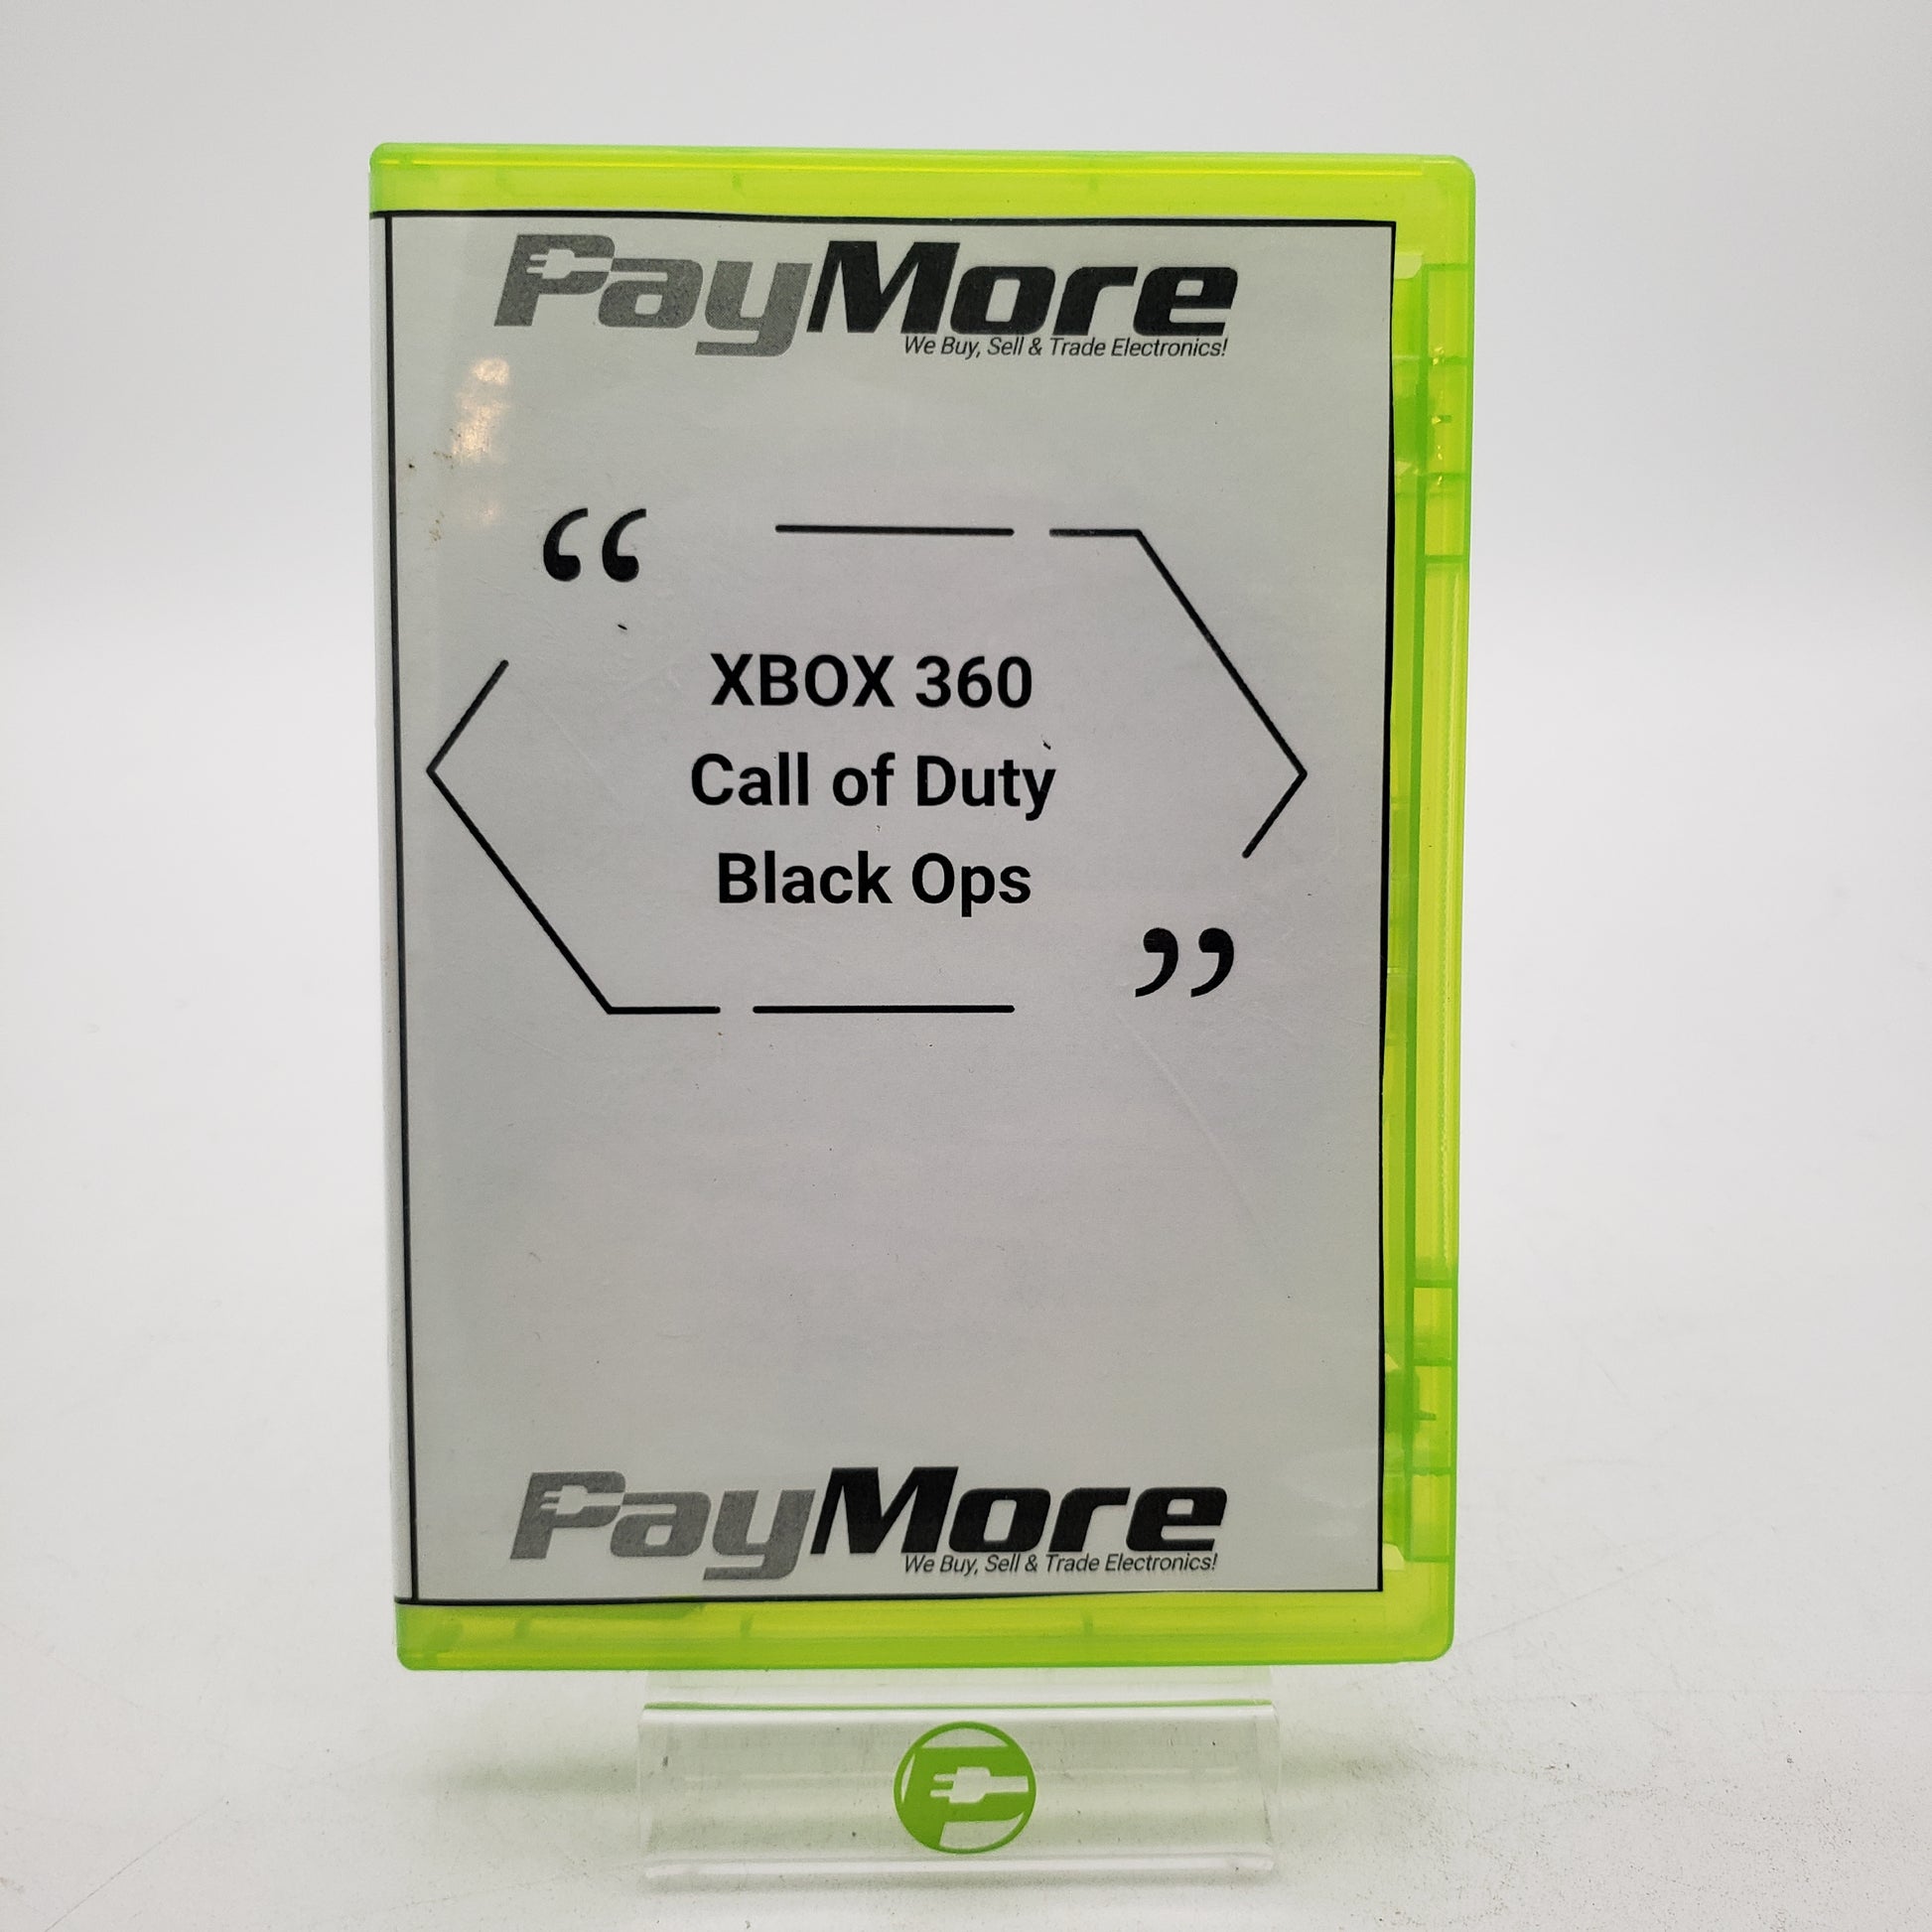 PayMore
We Buy, Sell & Trade Electronics!
“
XBOX 360
Call of Duty
Black Ops
”
PayMore
We Buy, Sell & Trade Electronics!